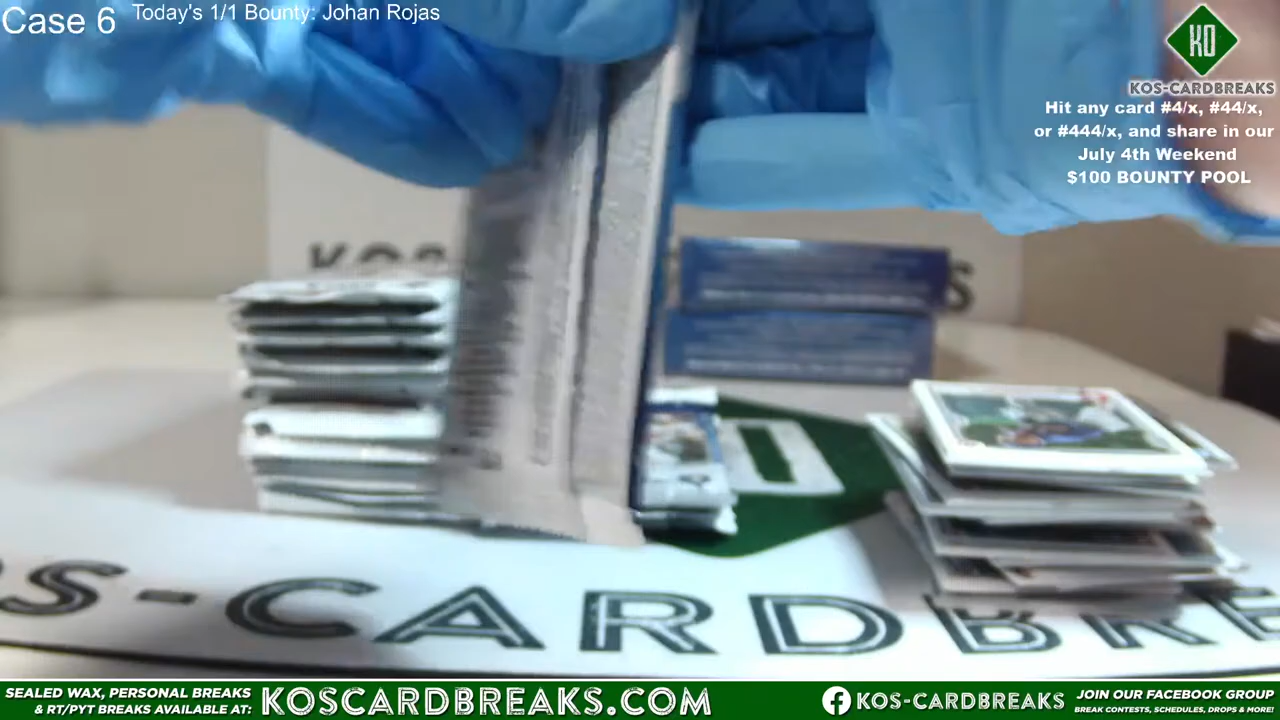 Case 6
Today's 1/1 Bounty: Johan Rojas
KO
KOS-CARDBREAKS
Hit any card #4/x, #44/x,
or #444/x, and share in our
July 4th Weekend
$100 BOUNTY POOL
S-CARDBRE
SEALED WAX, PERSONAL BREAKS
& RT/PYT BREAKS AVAILABLE AT:
KOSCARDBREAKS.COM
KOS-CARDBREAKS
JOIN OUR FACEBOOK GROUP
BREAK CONTESTS, SCHEDULES, DROPS & MORE!